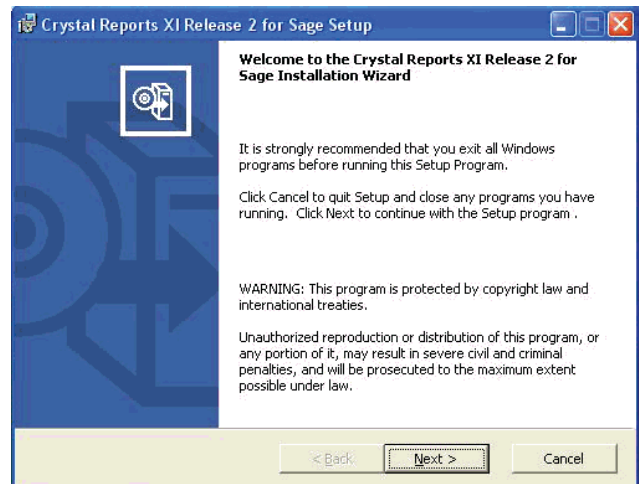 Crystal Reports XI Release 2 for Sage Setup
Welcome to the Crystal Reports XI Release 2 for
Sage Installation Wizard
It is strongly recommended that you exit all Windows
programs before running this Setup Program.
Click Cancel to quit Setup and close any programs you have
running. Click Next to continue with the Setup program .
WARNING: This program is protected by copyright law and
international treaties.
Unauthorized reproduction or distribution of this program, or
any portion of it, may result in severe civil and criminal
penalties, and will be prosecuted to the maximum extent
possible under law.
< Back Next > Cancel